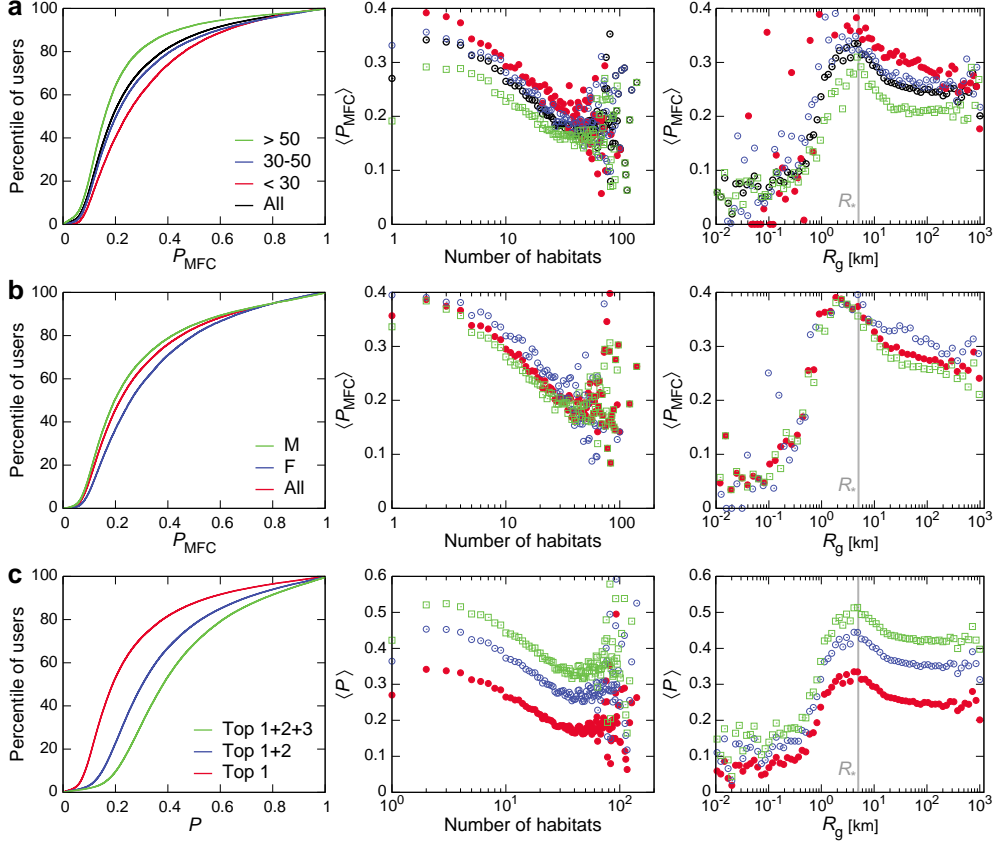 a
Percentile of users
100
80
60
40
20
0
> 50
30-50
< 30
All
0 0.2 0.4 0.6 0.8 1
P_MFC
⟨P_MFC⟩
0.4
0.3
0.2
0.1
0
1 10 100
Number of habitats
⟨P_MFC⟩
0.4
0.3
0.2
0.1
0
R_*
10^-2 10^-1 10^0 10^1 10^2 10^3
R_g [km]
b
Percentile of users
100
80
60
40
20
0
M
F
All
0 0.2 0.4 0.6 0.8 1
P_MFC
⟨P_MFC⟩
0.4
0.3
0.2
0.1
0
1 10 100
Number of habitats
⟨P_MFC⟩
0.4
0.3
0.2
0.1
0
R_*
10^-2 10^-1 10^0 10^1 10^2 10^3
R_g [km]
c
Percentile of users
100
80
60
40
20
0
Top 1+2+3
Top 1+2
Top 1
0 0.2 0.4 0.6 0.8 1
P
⟨P⟩
0.6
0.5
0.4
0.3
0.2
0.1
0
10^0 10^1 10^2
Number of habitats
⟨P⟩
0.6
0.5
0.4
0.3
0.2
0.1
0
R_*
10^-2 10^-1 10^0 10^1 10^2 10^3
R_g [km]